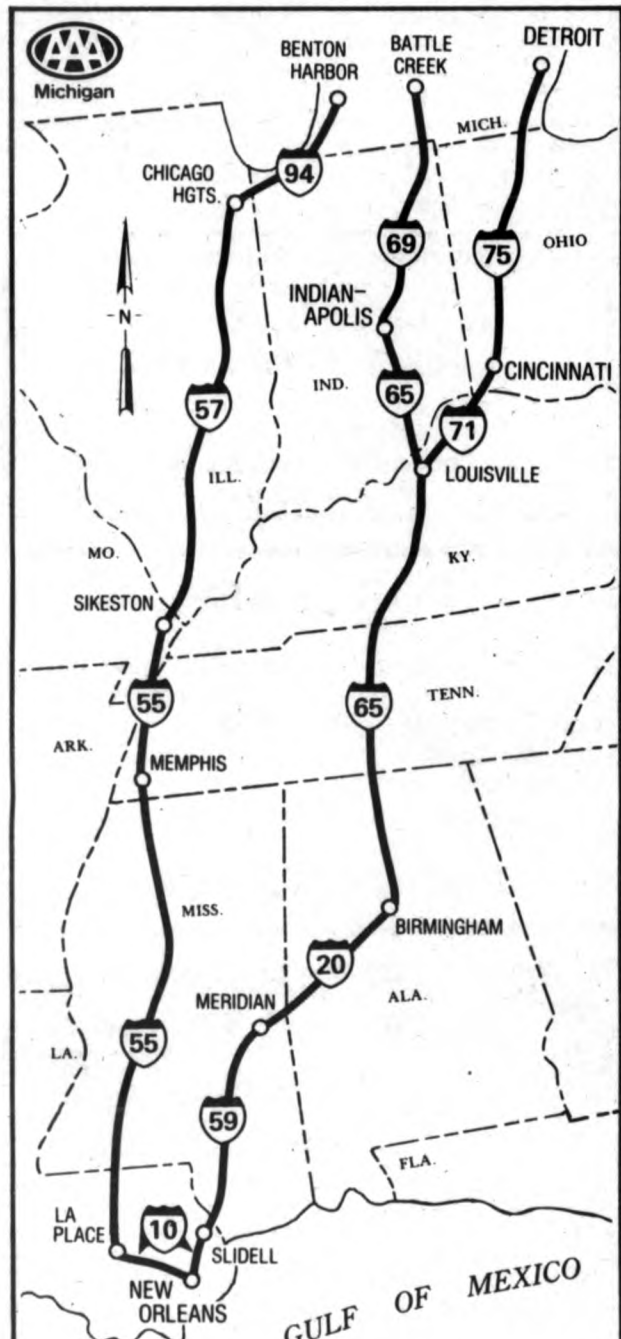 AAA
Michigan
BENTON
HARBOR
BATTLE
CREEK
DETROIT
MICH.
CHICAGO
HGTS.
94
69
75
OHIO
-N-
INDIAN-
APOLIS
CINCINNATI
IND.
65
57
71
ILL.
LOUISVILLE
MO.
KY.
SIKESTON
55
65
TENN.
ARK.
MEMPHIS
MISS.
BIRMINGHAM
20
MERIDIAN
ALA.
55
LA.
59
FLA.
LA
PLACE
10
SLIDELL
NEW
ORLEANS
GULF OF MEXICO